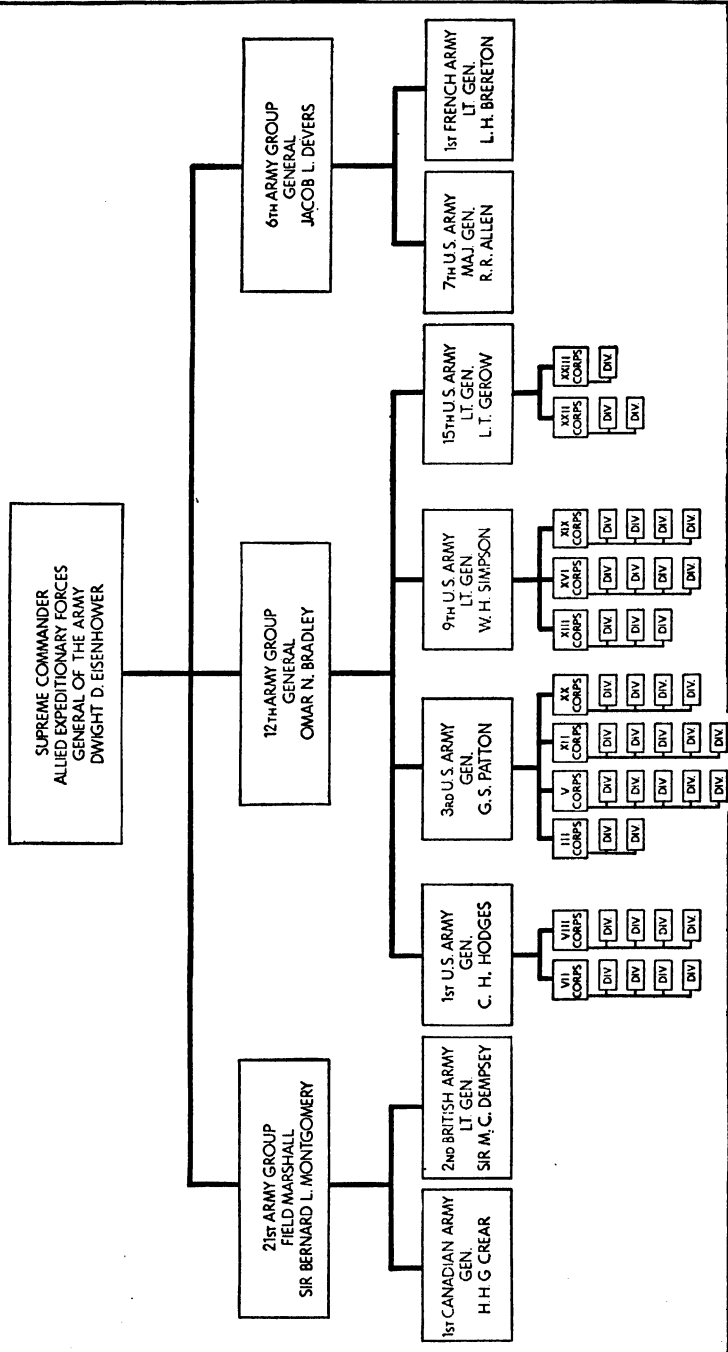 SUPREME COMMANDER
ALLIED EXPEDITIONARY FORCES
GENERAL OF THE ARMY
DWIGHT D. EISENHOWER
21ST ARMY GROUP
FIELD MARSHALL
SIR BERNARD L. MONTGOMERY
12TH ARMY GROUP
GENERAL
OMAR N. BRADLEY
6TH ARMY GROUP
GENERAL
JACOB L. DEVERS
1ST CANADIAN ARMY
GEN.
H.H.G CREAR
2ND BRITISH ARMY
LT. GEN.
SIR M. C. DEMPSEY
1ST U.S. ARMY
GEN.
C. H. HODGES
3RD U.S. ARMY
GEN.
G. S. PATTON
9TH U.S. ARMY
LT. GEN.
W. H. SIMPSON
15TH U.S. ARMY
LT. GEN.
L.T. GEROW
7TH U.S. ARMY
MAJ. GEN.
R. R. ALLEN
1ST FRENCH ARMY
LT. GEN.
L.H. BRERETON
VII
CORPS
DIV
DIV
DIV
DIV
VIII
CORPS
DIV
DIV
DIV
DIV.
III
CORPS
DIV.
DIV.
V
CORPS
DIV.
DIV
DIV
DIV
DIV.
XII
CORPS
DIV
DIV
DIV
DIV
DIV
XX
CORPS
DIV.
DIV
DIV
DIV.
XIII
CORPS
DIV.
DIV
DIV
XVI
CORPS
DIV.
DIV
DIV
DIV.
XIX
CORPS
DIV
DIV
DIV
DIV.
XXII
CORPS
DIV.
DIV
XXIII
CORPS
DIV.